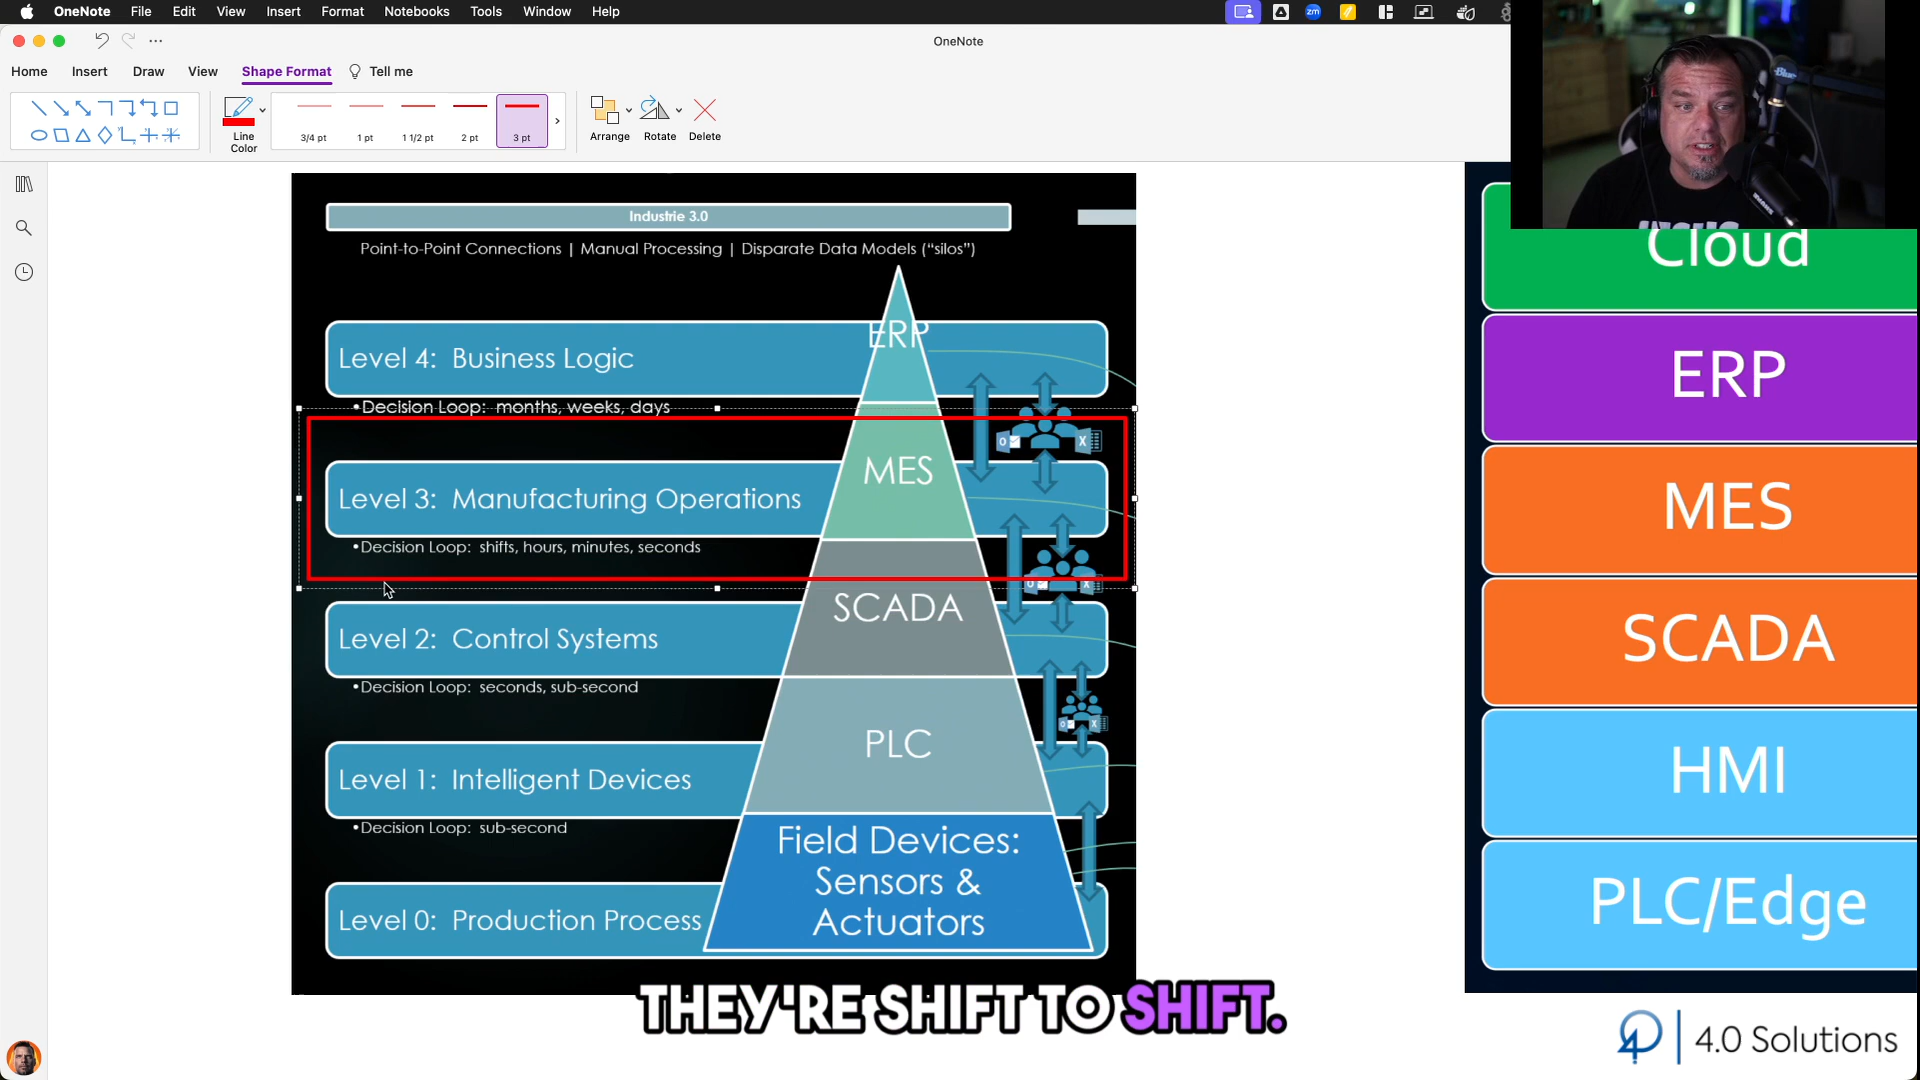 OneNote File Edit View Insert Format Notebooks Tools Window Help
zm
OneNote
Home Insert Draw View Shape Format Tell me
Line Color
3/4 pt 1 pt 1 1/2 pt 2 pt 3 pt
Arrange Rotate Delete
Industrie 3.0
Point-to-Point Connections | Manual Processing | Disparate Data Models (“silos”)
ERP
Level 4: Business Logic
•Decision Loop: months, weeks, days
MES
Level 3: Manufacturing Operations
•Decision Loop: shifts, hours, minutes, seconds
SCADA
Level 2: Control Systems
•Decision Loop: seconds, sub-second
PLC
Level 1: Intelligent Devices
•Decision Loop: sub-second
Field Devices:
Sensors &
Actuators
Level 0: Production Process
Blue
Cloud
ERP
MES
SCADA
HMI
PLC/Edge
THEY'RE SHIFT TO SHIFT.
4.0 Solutions